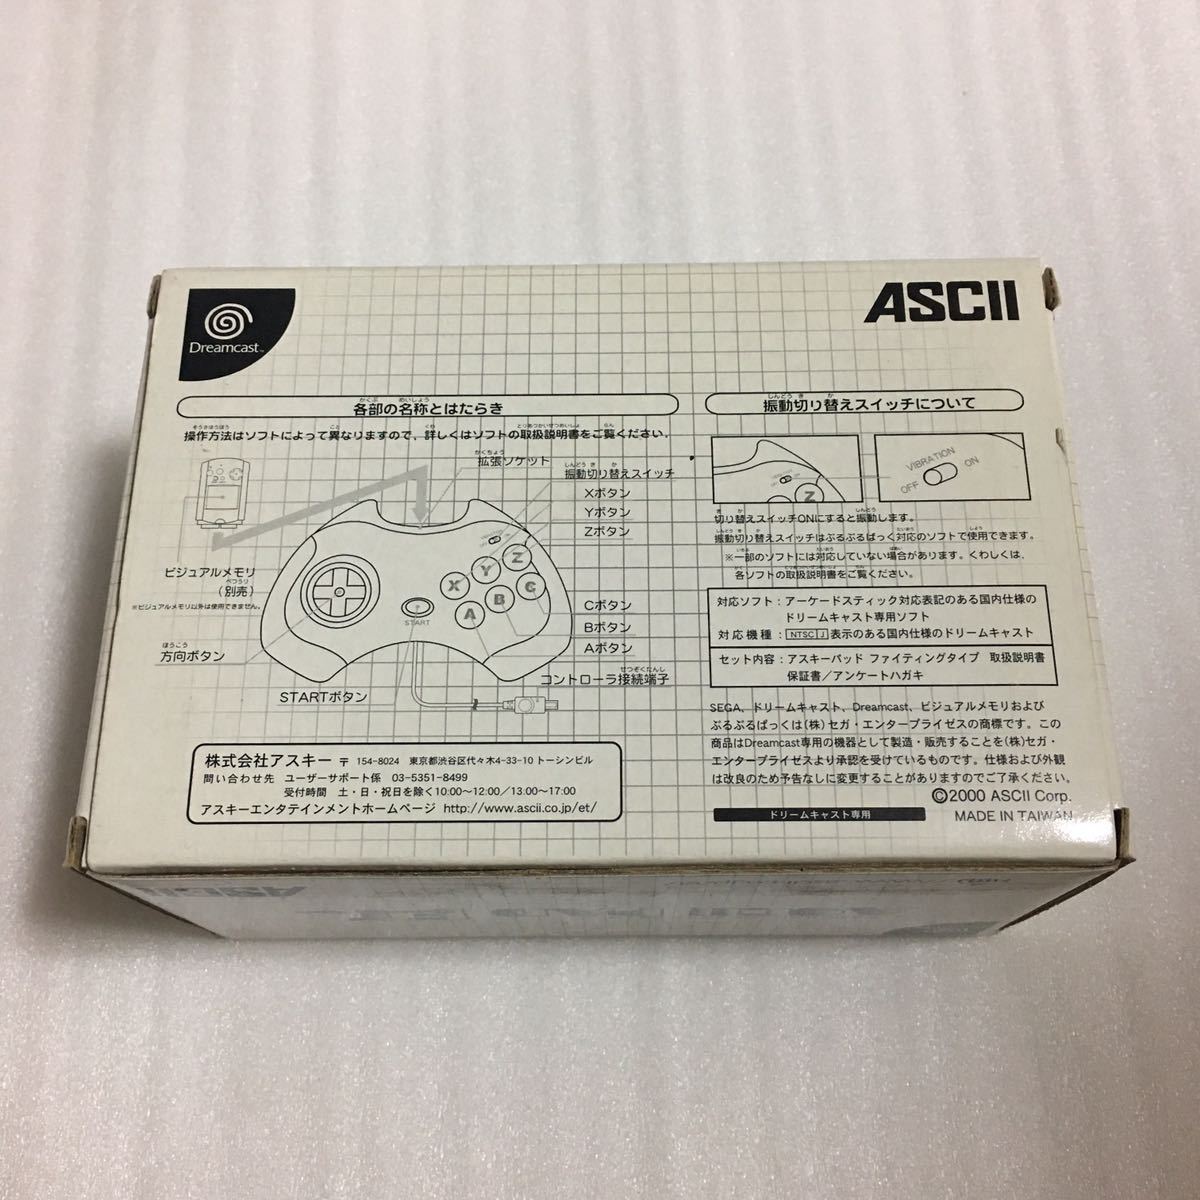 Dreamcast™
ASCII
各部の名称とはたらき
操作方法はソフトによって異なりますので、詳しくはソフトの取扱説明書をご覧ください。
拡張ソケット
振動切り替えスイッチ
Xボタン
Yボタン
Zボタン
ビジュアルメモリ
(別売)
※ビジュアルメモリ以外は使用できません。
X
Y
Z
A
B
C
START
Cボタン
Bボタン
Aボタン
方向ボタン
STARTボタン
コントローラ接続端子
振動切り替えスイッチについて
Z
VIBRATION
OFF
ON
切り替えスイッチONにすると振動します。
振動切り替えスイッチはぷるぷるぱっく対応のソフトで使用できます。
※一部のソフトには対応していない場合があります。くわしくは、
各ソフトの取扱説明書をご覧ください。
対応ソフト:アーケードスティック対応表記のある国内仕様の
ドリームキャスト専用ソフト
対応機種:NTSC J 表示のある国内仕様のドリームキャスト
セット内容:アスキーパッド ファイティングタイプ 取扱説明書
保証書/アンケートハガキ
SEGA、ドリームキャスト、Dreamcast、ビジュアルメモリおよび
ぷるぷるぱっくは(株)セガ・エンタープライゼスの商標です。この
商品はDreamcast専用の機器として製造・販売することを(株)セガ・
エンタープライゼスより承認を受けているものです。仕様および外観
は改良のため予告なしに変更することがありますのでご了承ください。
©2000 ASCII Corp.
MADE IN TAIWAN
ドリームキャスト専用
株式会社アスキー 〒154-8024 東京都渋谷区代々木4-33-10 トーシンビル
問い合わせ先 ユーザーサポート係 03-5351-8499
受付時間 土・日・祝日を除く10:00〜12:00/13:00〜17:00
アスキーエンタテインメントホームページ http://www.ascii.co.jp/et/
ASCII